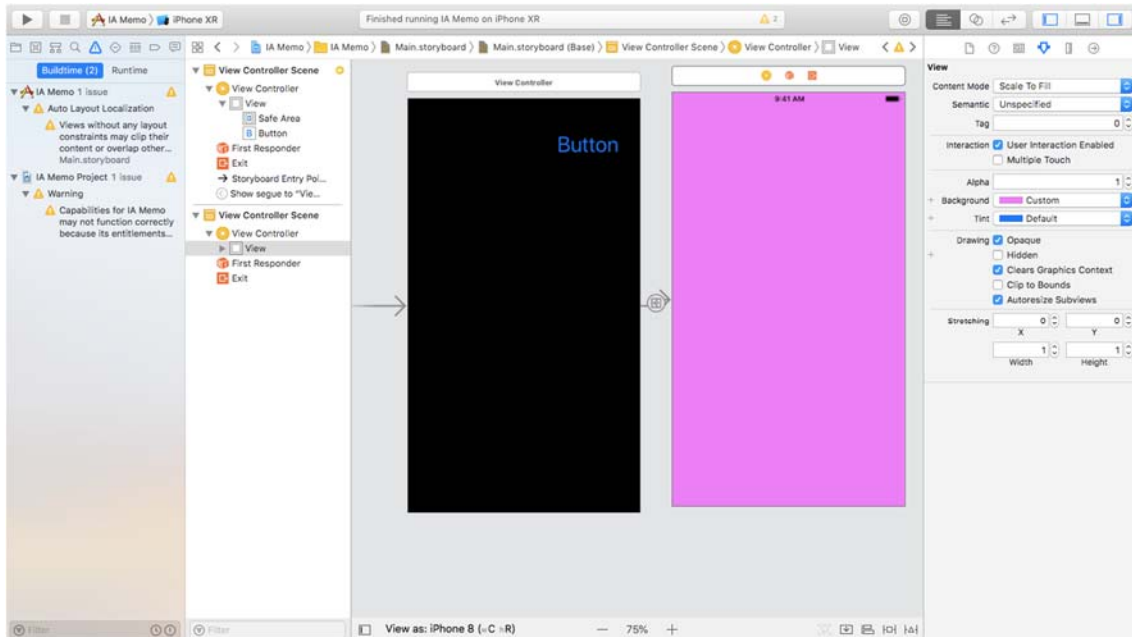 IA Memo
iPhone XR
Finished running IA Memo on iPhone XR
2
IA Memo
IA Memo
Main.storyboard
Main.storyboard (Base)
View Controller Scene
View Controller
View
Buildtime (2)
Runtime
IA Memo 1 issue
Auto Layout Localization
Views without any layout
constraints may clip their
content or overlap other...
Main.storyboard
IA Memo Project 1 issue
Warning
Capabilities for IA Memo
may not function correctly
because its entitlements...
Filter
View Controller Scene
View Controller
View
Safe Area
B Button
First Responder
Exit
Storyboard Entry Poi...
Show segue to "Vie...
View Controller Scene
View Controller
View
First Responder
Exit
Filter
View Controller
Button
9:41 AM
View as: iPhone 8 (wC hR)
75%
View
Content Mode Scale To Fill
Semantic Unspecified
Tag 0
Interaction User Interaction Enabled
Multiple Touch
Alpha 1
Background Custom
Tint Default
Drawing Opaque
Hidden
Clears Graphics Context
Clip to Bounds
Autoresize Subviews
Stretching 0 0
X Y
1 1
Width Height